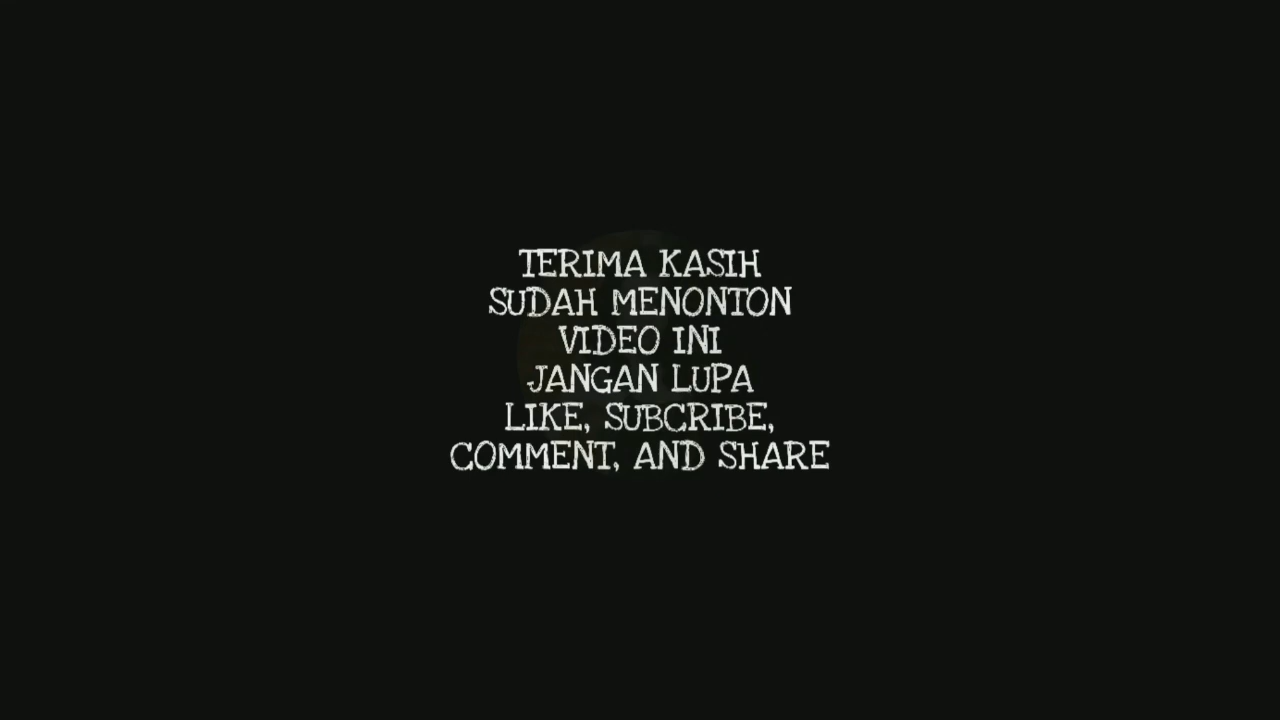 TERIMA KASIH
SUDAH MENONTON
VIDEO INI
JANGAN LUPA
LIKE, SUBCRIBE,
COMMENT, AND SHARE